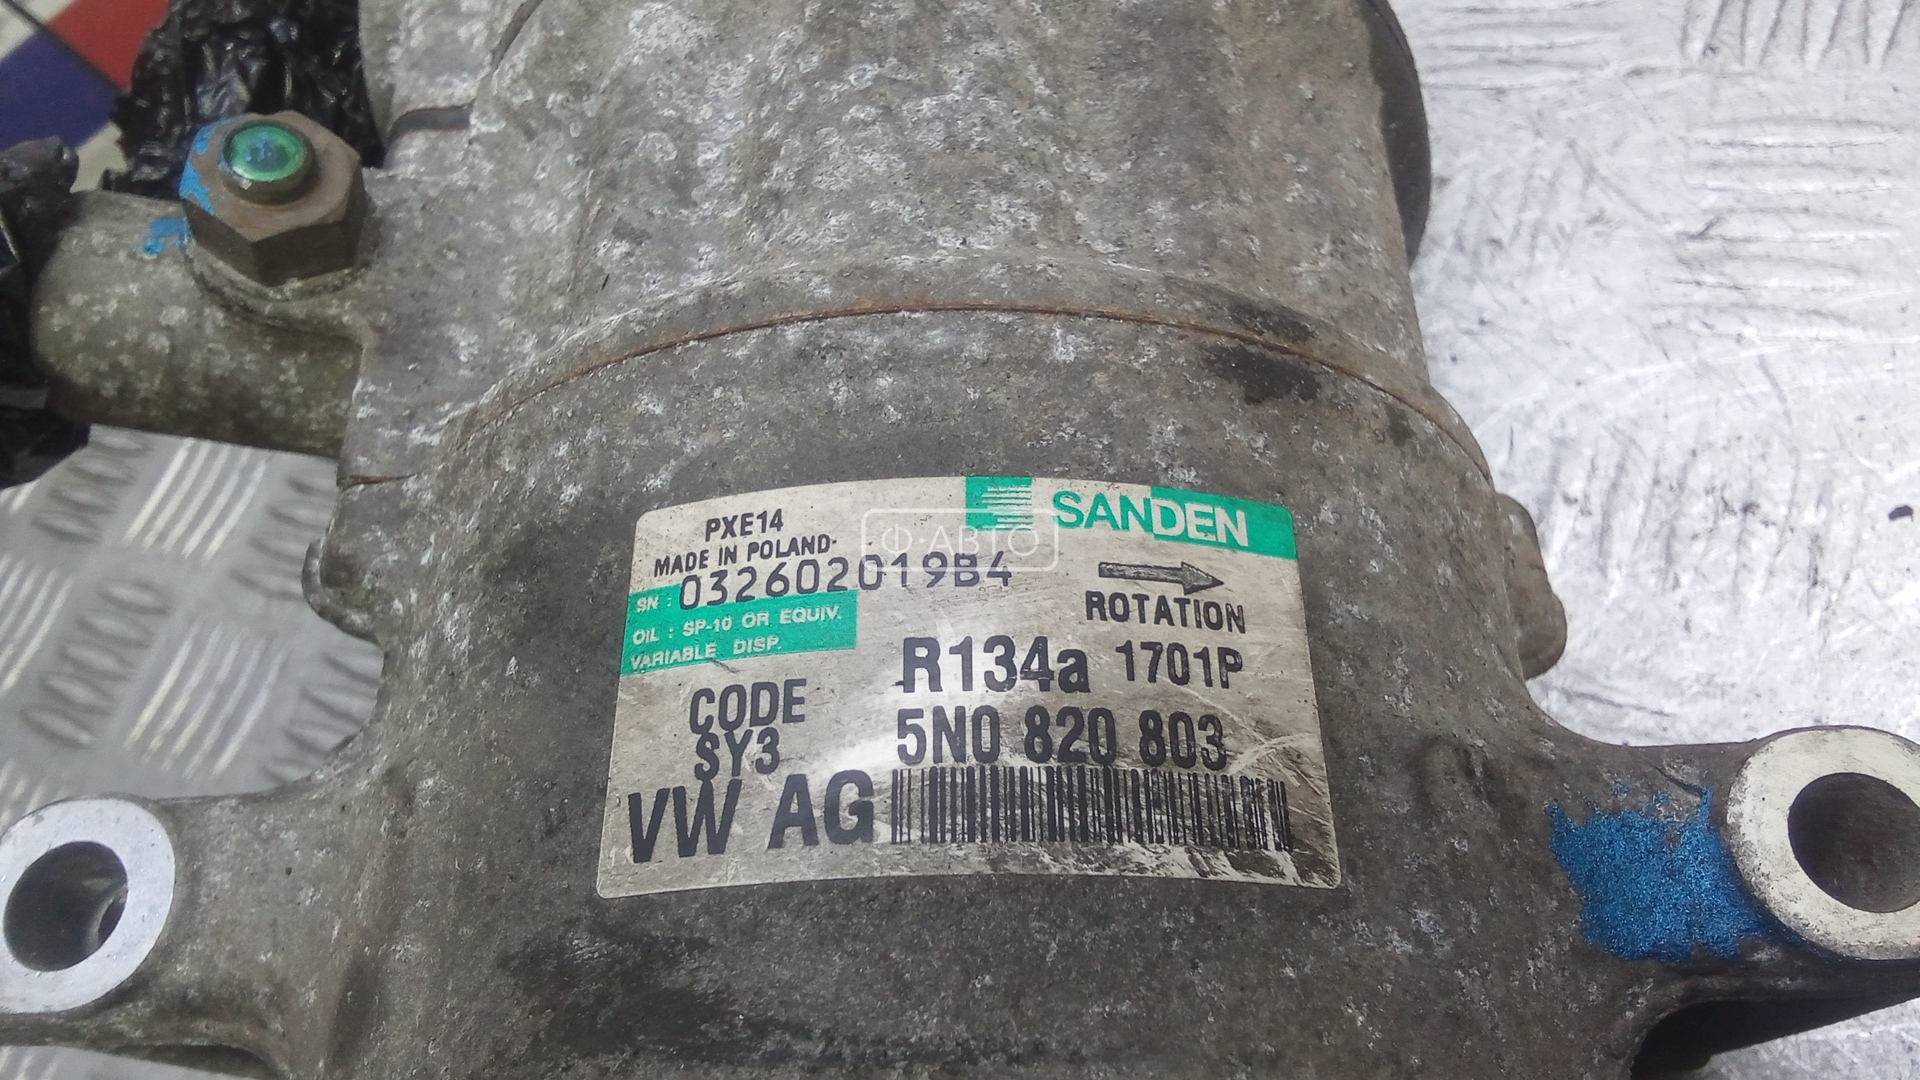 SANDEN
PXE14
MADE IN POLAND
SN : 032602019B4
Ф·АВТО
ROTATION
OIL : SP-10 OR EQUIV.
VARIABLE DISP.
R134a 1701P
CODE
SY3
5N0 820 803
VW AG